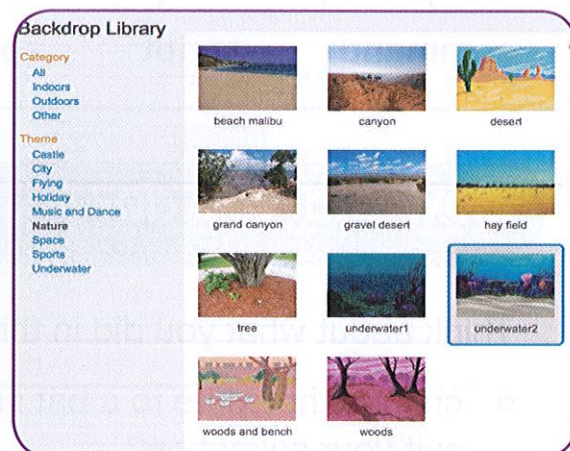 Backdrop Library
Category
All
Indoors
Outdoors
Other
Theme
Castle
City
Flying
Holiday
Music and Dance
Nature
Space
Sports
Underwater
beach malibu
canyon
desert
grand canyon
gravel desert
hay field
tree
underwater1
underwater2
woods and bench
woods